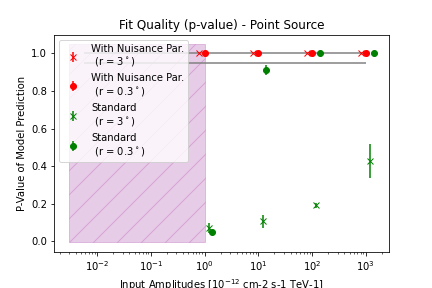 Fit Quality (p-value) - Point Source
With Nuisance Par.
(r = 3°)
With Nuisance Par.
(r = 0.3°)
Standard
(r = 3°)
Standard
(r = 0.3°)
P-Value of Model Prediction
1.0
0.8
0.6
0.4
0.2
0.0
10⁻² 10⁻¹ 10⁰ 10¹ 10² 10³
Input Amplitudes [10⁻¹² cm-2 s-1 TeV-1]